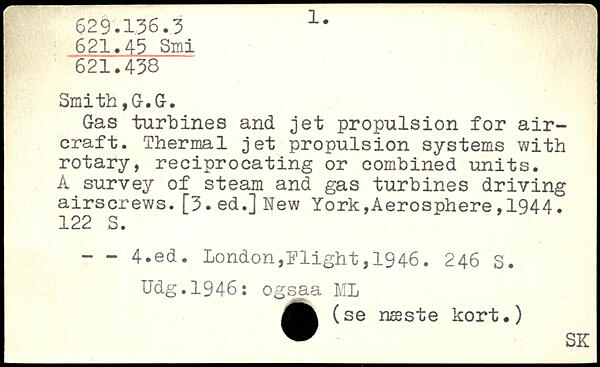 1.
629.136.3
621.45 Smi
621.438
Smith,G.G.
Gas turbines and jet propulsion for air-
craft. Thermal jet propulsion systems with
rotary, reciprocating or combined units.
A survey of steam and gas turbines driving
airscrews.[3.ed.]New York,Aerosphere,1944.
122 S.
- - 4.ed. London,Flight,1946. 246 S.
Udg.1946: ogsaa ML
(se næste kort.)
SK